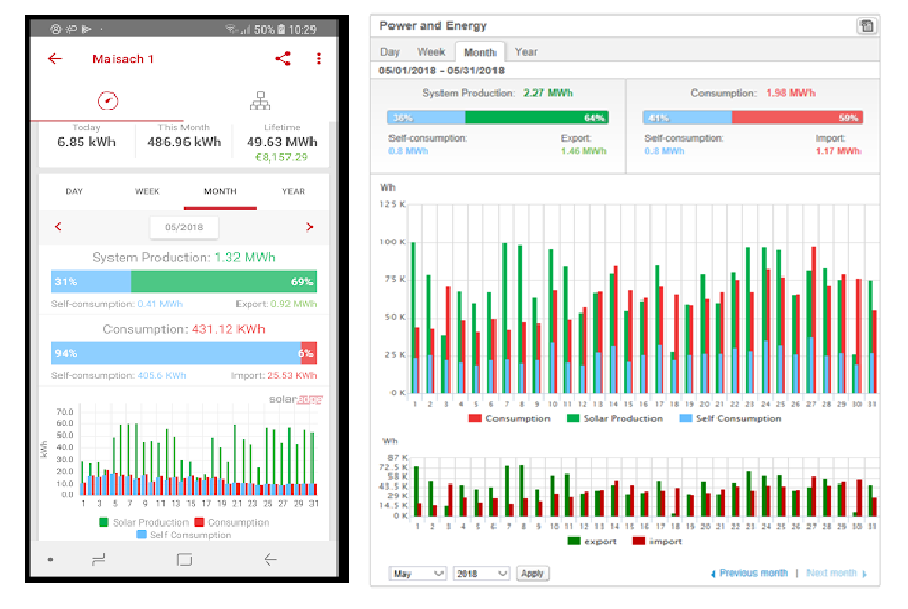 50% 10:29
Maisach 1
Today This Month Lifetime
6.85 kWh 486.96 kWh 49.63 MWh
€8,157.29
DAY WEEK MONTH YEAR
05/2018
System Production: 1.32 MWh
31% 69%
Self-consumption: 0.41 MWh Export: 0.92 MWh
Consumption: 431.12 KWh
94% 6%
Self-consumption: 405.6 KWh Import: 25.53 KWh
solaredge
kWh
70.0
60.0
50.0
40.0
30.0
20.0
10.0
0.0
1 3 5 7 9 11 13 15 17 19 21 23 25 27 29 31
Solar Production Consumption
Self Consumption
Power and Energy
Day Week Month Year
05/01/2018 - 05/31/2018
System Production: 2.27 MWh
36% 64%
Self-consumption: Export:
0.8 MWh 1.46 MWh
Consumption: 1.98 MWh
41% 59%
Self-consumption: Import:
0.8 MWh 1.17 MWh
Wh
125 K
100 K
75 K
50 K
25 K
0 K
1 2 3 4 5 6 7 8 9 10 11 12 13 14 15 16 17 18 19 20 21 22 23 24 25 26 27 28 29 30 31
Consumption Solar Production Self Consumption
Wh
87 K
72.5 K
58 K
43.5 K
29 K
14.5 K
0 K
1 2 3 4 5 6 7 8 9 10 11 12 13 14 15 16 17 18 19 20 21 22 23 24 25 26 27 28 29 30 31
export import
May 2018 Apply
Previous month | Next month